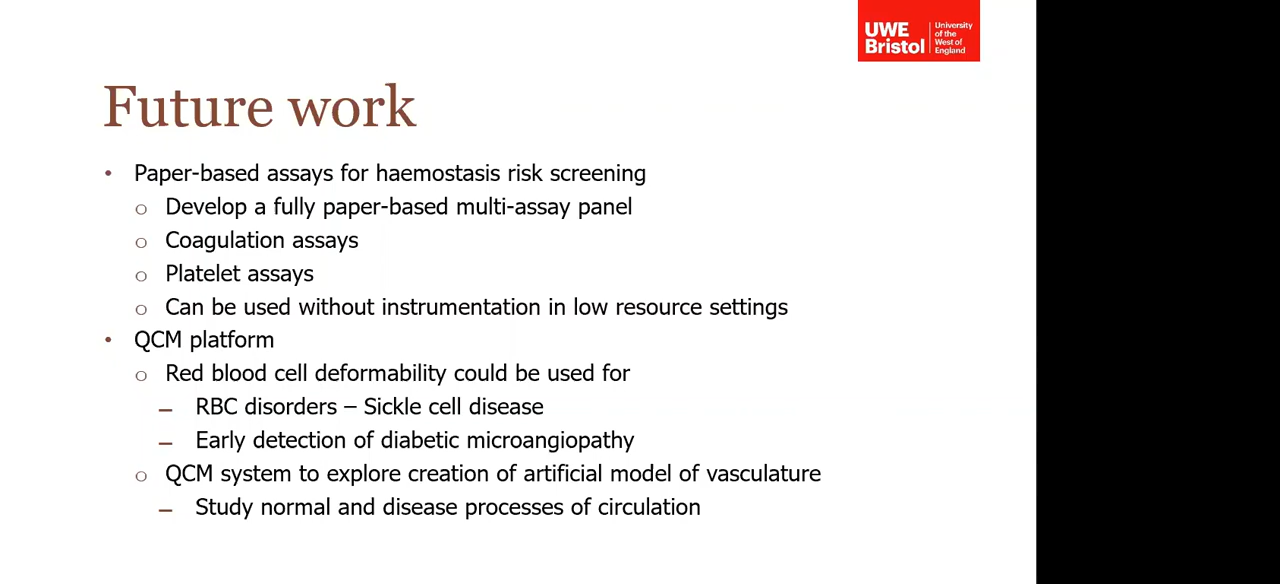 UWE
Bristol
University
of the
West of
England
Future work
• Paper-based assays for haemostasis risk screening
o Develop a fully paper-based multi-assay panel
o Coagulation assays
o Platelet assays
o Can be used without instrumentation in low resource settings
• QCM platform
o Red blood cell deformability could be used for
– RBC disorders – Sickle cell disease
– Early detection of diabetic microangiopathy
o QCM system to explore creation of artificial model of vasculature
– Study normal and disease processes of circulation